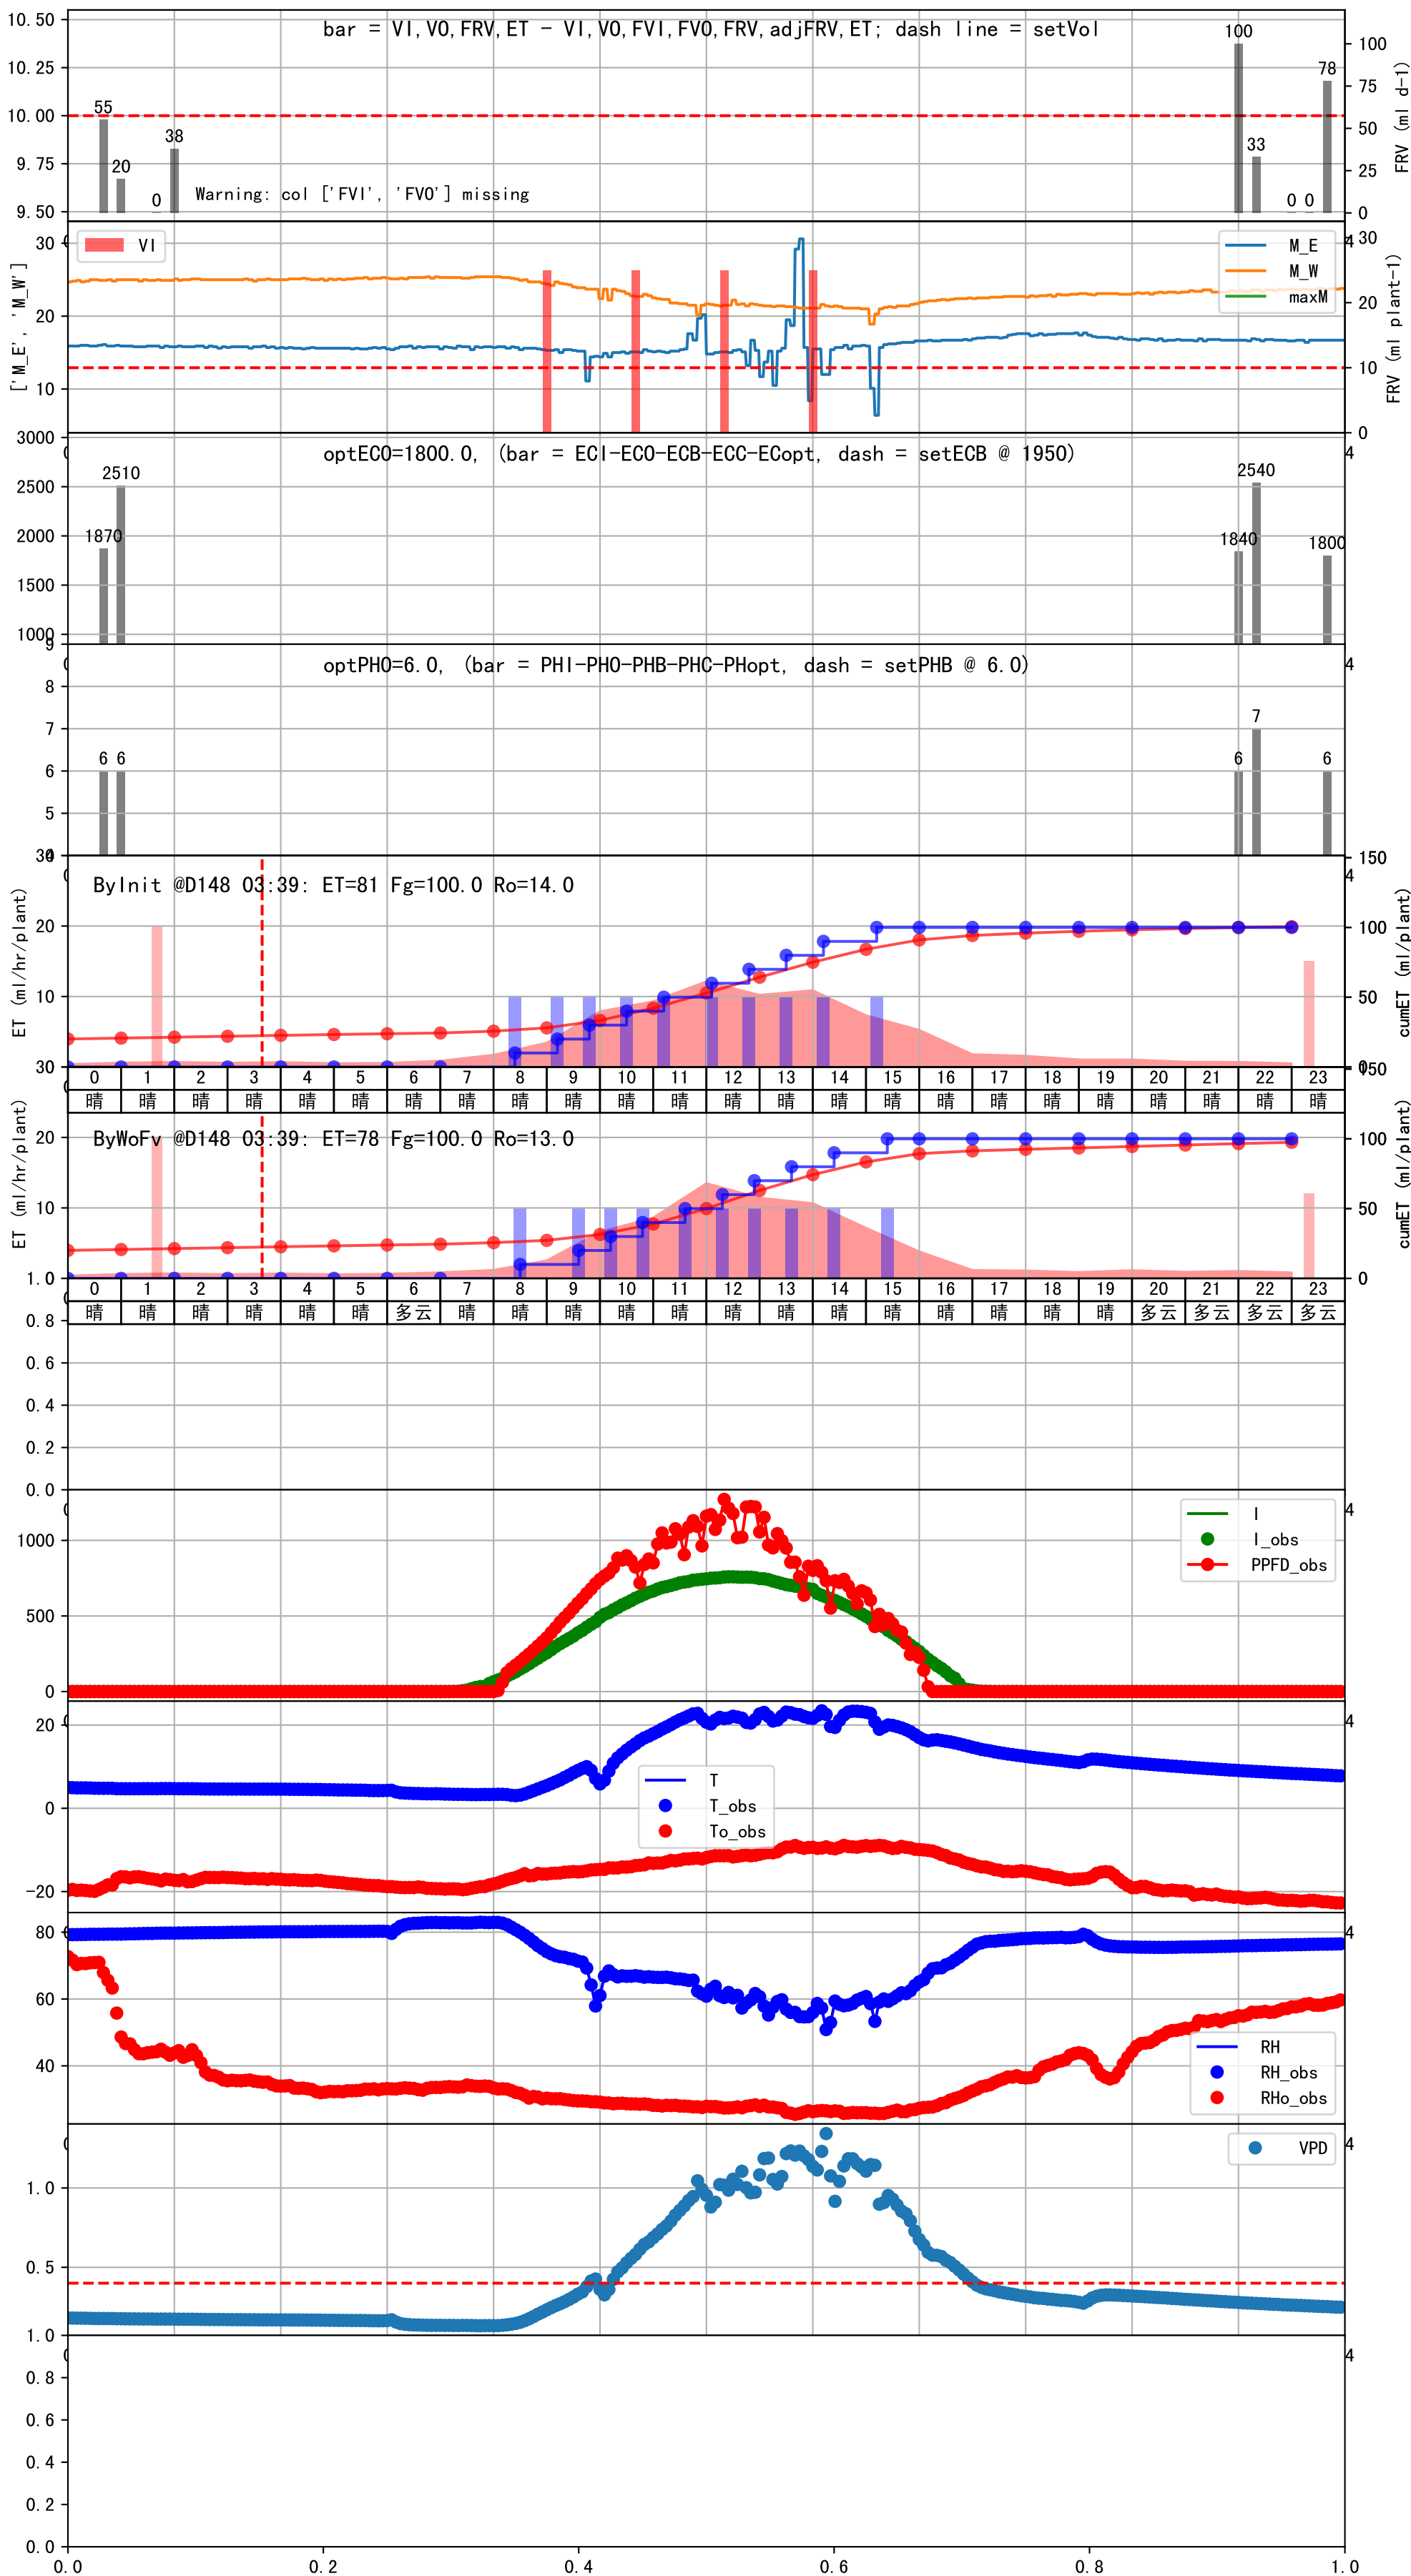 bar = VI,VO,FRV,ET - VI,VO,FVI,FVO,FRV,adjFRV,ET; dash line = setVol
10.50
10.25
10.00
9.75
9.50
55
20
0
38
100
33
0
0
78
Warning: col ['FVI', 'FVO'] missing
100
75
50
25
0
FRV (ml d-1)
['M_E', 'M_W']
30
20
10
VI
M_E
M_W
maxM
4
30
20
10
0
FRV (ml plant-1)
optECO=1800.0, (bar = ECI-ECO-ECB-ECC-ECopt, dash = setECB @ 1950)
3000
2500
2000
1500
1000
1870
2510
1840
2540
1800
4
optPHO=6.0, (bar = PHI-PHO-PHB-PHC-PHopt, dash = setPHB @ 6.0)
9
8
7
6
5
4
6
6
6
7
6
4
ByInit @D148 03:39: ET=81 Fg=100.0 Ro=14.0
ET (ml/hr/plant)
30
20
10
150
4
100
50
0
cumET (ml/plant)
0 1 2 3 4 5 6 7 8 9 10 11 12 13 14 15 16 17 18 19 20 21 22 23
晴 晴 晴 晴 晴 晴 晴 晴 晴 晴 晴 晴 晴 晴 晴 晴 晴 晴 晴 晴 晴 晴 晴 晴
ByWoFv @D148 03:39: ET=78 Fg=100.0 Ro=13.0
ET (ml/hr/plant)
30
20
10
150
100
50
0
cumET (ml/plant)
0 1 2 3 4 5 6 7 8 9 10 11 12 13 14 15 16 17 18 19 20 21 22 23
晴 晴 晴 晴 晴 晴 多云 晴 晴 晴 晴 晴 晴 晴 晴 晴 晴 晴 晴 晴 多云 多云 多云 多云
1.0
0.8
0.6
0.4
0.2
0.0
1000
500
0
I
I_obs
PPFD_obs
4
20
0
-20
T
T_obs
To_obs
4
80
60
40
RH
RH_obs
RHo_obs
4
1.0
0.5
VPD
4
1.0
0.8
0.6
0.4
0.2
0.0
4
0.0 0.2 0.4 0.6 0.8 1.0